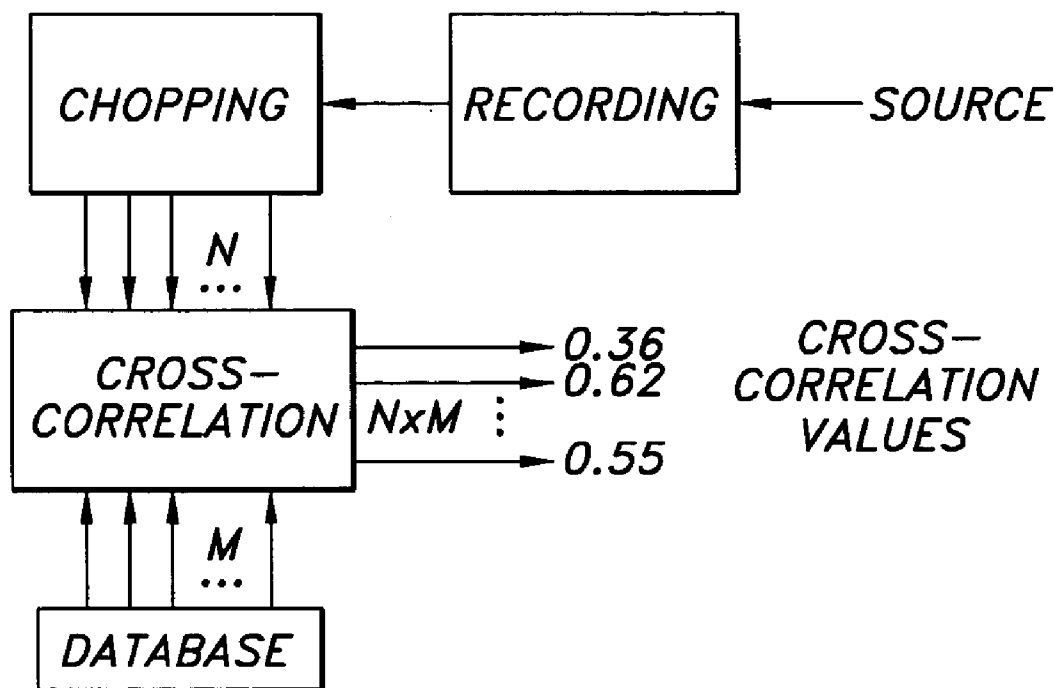 CHOPPING
RECORDING
SOURCE
N
...
CROSS-
CORRELATION
NxM
0.36
0.62
⋮
0.55
CROSS-
CORRELATION
VALUES
M
...
DATABASE